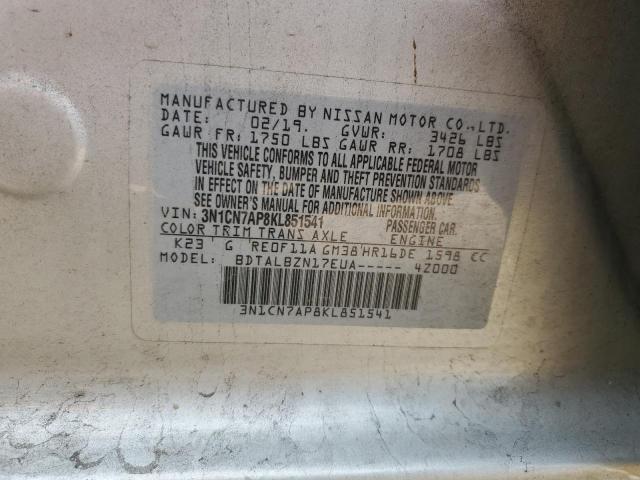 MANUFACTURED BY NISSAN MOTOR CO.,LTD.
DATE: 02/19. GVWR: 3426 LBS
GAWR FR: 1750 LBS GAWR RR: 1708 LBS
THIS VEHICLE CONFORMS TO ALL APPLICABLE FEDERAL MOTOR
VEHICLE SAFETY, BUMPER AND THEFT PREVENTION STANDARDS
IN EFFECT ON THE DATE OF MANUFACTURE SHOWN ABOVE.
SEE OWNER'S MANUAL FOR ADDITIONAL INFORMATION.
VIN: 3N1CN7AP8KL851541 PASSENGER CAR.
COLOR TRIM TRANS AXLE ENGINE
K23 G RE0F11A GM38 HR16DE 1598 CC
MODEL: BDTALBZN17EUA----- 4Z000
3N1CN7AP8KL851541